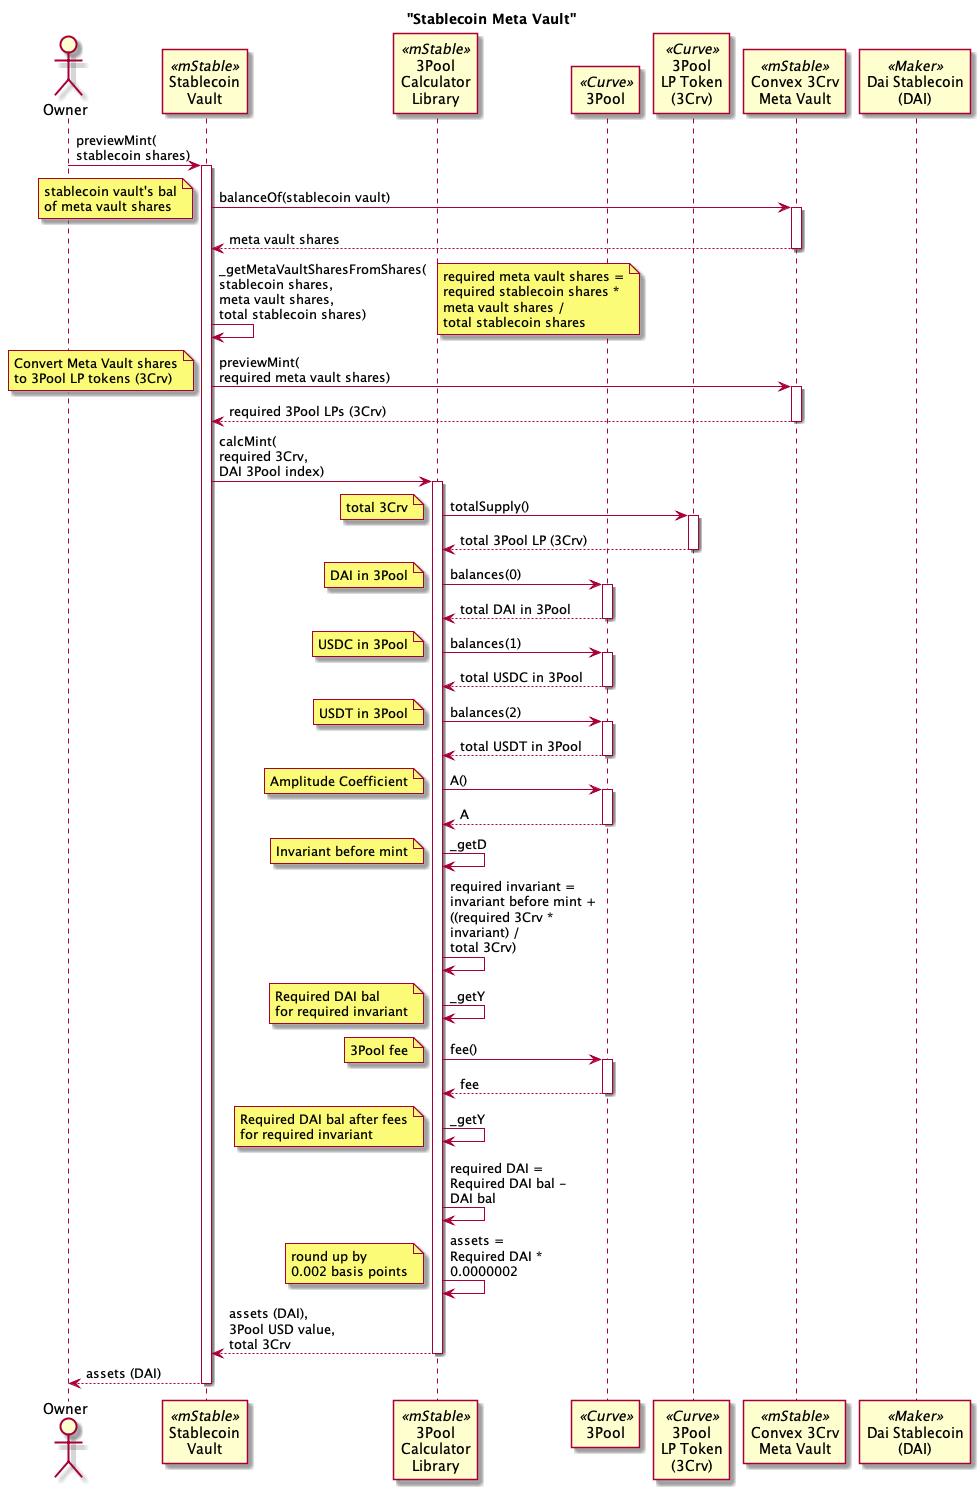 "Stablecoin Meta Vault"
Owner
«mStable»
Stablecoin
Vault
«mStable»
3Pool
Calculator
Library
«Curve»
3Pool
«Curve»
3Pool
LP Token
(3Crv)
«mStable»
Convex 3Crv
Meta Vault
«Maker»
Dai Stablecoin
(DAI)
previewMint(
stablecoin shares)
stablecoin vault's bal
of meta vault shares
balanceOf(stablecoin vault)
meta vault shares
_getMetaVaultSharesFromShares(
stablecoin shares,
meta vault shares,
total stablecoin shares)
required meta vault shares =
required stablecoin shares *
meta vault shares /
total stablecoin shares
Convert Meta Vault shares
to 3Pool LP tokens (3Crv)
previewMint(
required meta vault shares)
required 3Pool LPs (3Crv)
calcMint(
required 3Crv,
DAI 3Pool index)
total 3Crv
totalSupply()
total 3Pool LP (3Crv)
DAI in 3Pool
balances(0)
total DAI in 3Pool
USDC in 3Pool
balances(1)
total USDC in 3Pool
USDT in 3Pool
balances(2)
total USDT in 3Pool
Amplitude Coefficient
A()
A
Invariant before mint
_getD
required invariant =
invariant before mint +
((required 3Crv *
invariant) /
total 3Crv)
Required DAI bal
for required invariant
_getY
3Pool fee
fee()
fee
Required DAI bal after fees
for required invariant
_getY
required DAI =
Required DAI bal -
DAI bal
round up by
0.002 basis points
assets =
Required DAI *
0.0000002
assets (DAI),
3Pool USD value,
total 3Crv
assets (DAI)
Owner
«mStable»
Stablecoin
Vault
«mStable»
3Pool
Calculator
Library
«Curve»
3Pool
«Curve»
3Pool
LP Token
(3Crv)
«mStable»
Convex 3Crv
Meta Vault
«Maker»
Dai Stablecoin
(DAI)